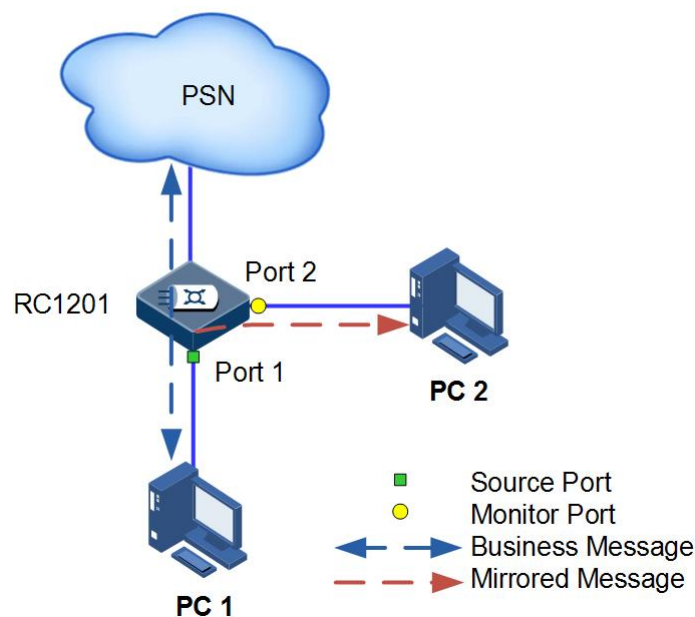 PSN
Port 2
RC1201
Port 1
PC 2
PC 1
Source Port
Monitor Port
Business Message
Mirrored Message